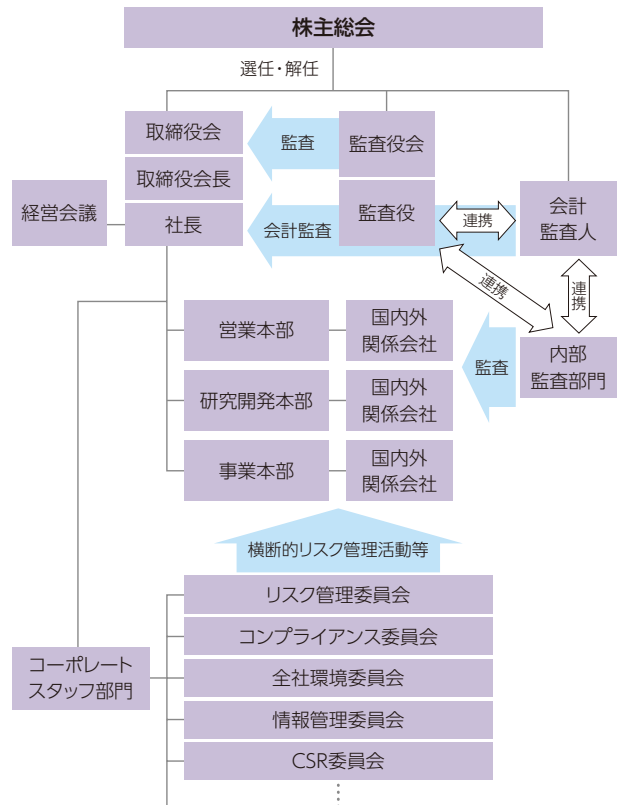 株主総会
選任・解任
取締役会
監査
監査役会
取締役会長
経営会議
社長
会計監査
監査役
連携
会計
監査人
連携
連携
営業本部
国内外
関係会社
監査
内部
監査部門
研究開発本部
国内外
関係会社
事業本部
国内外
関係会社
横断的リスク管理活動等
リスク管理委員会
コンプライアンス委員会
コーポレート
スタッフ部門
全社環境委員会
情報管理委員会
CSR委員会
⋮